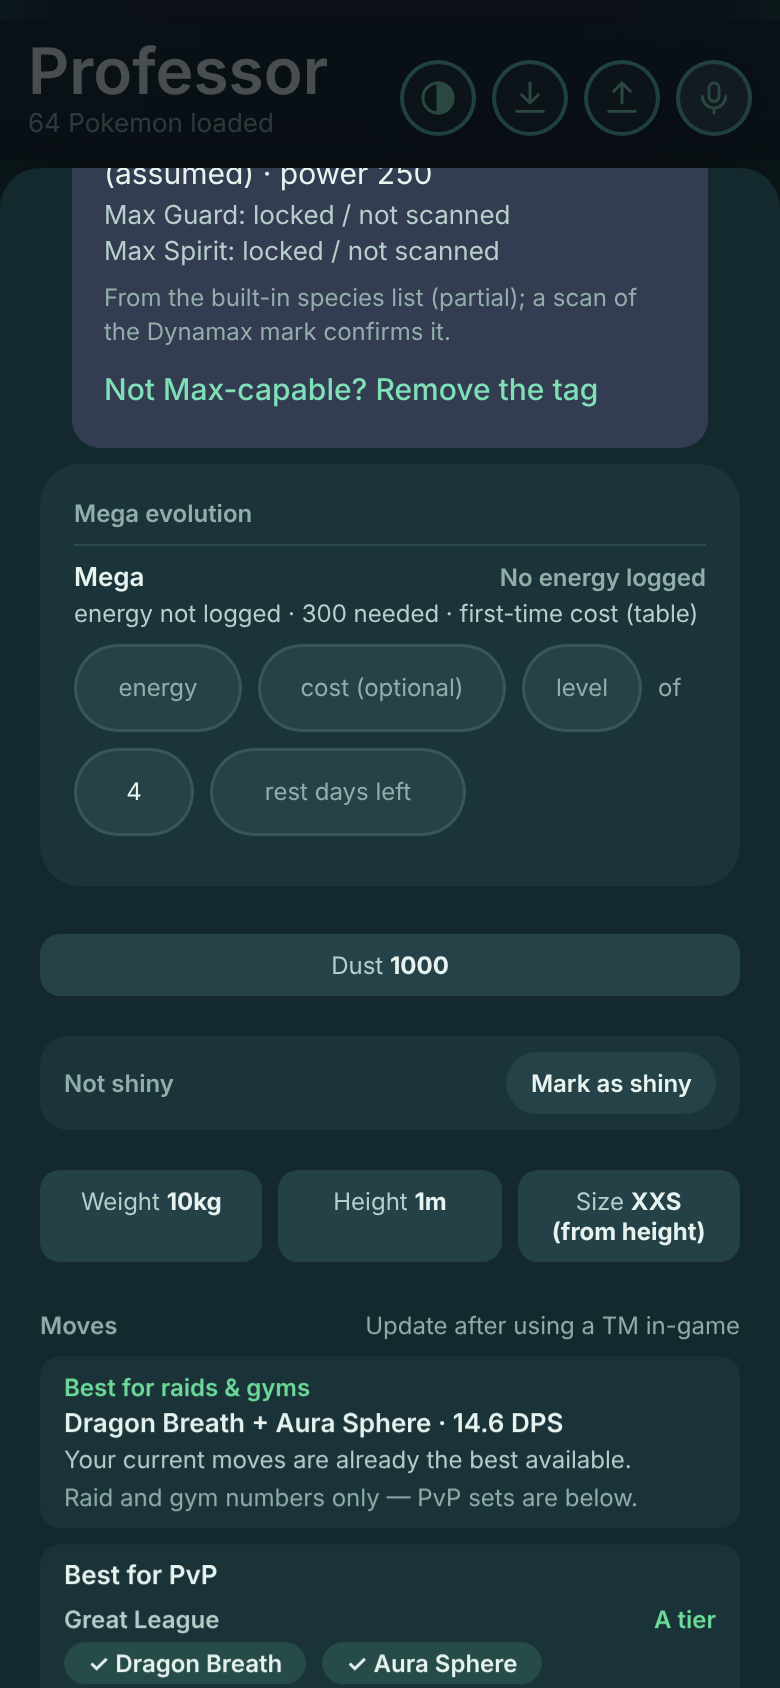 Professor
64 Pokemon loaded
(assumed) · power 250
Max Guard: locked / not scanned
Max Spirit: locked / not scanned
From the built-in species list (partial); a scan of
the Dynamax mark confirms it.
Not Max-capable? Remove the tag
Mega evolution
Mega No energy logged
energy not logged · 300 needed · first-time cost (table)
energy cost (optional) level of
4 rest days left
Dust 1000
Not shiny Mark as shiny
Weight 10kg Height 1m Size XXS
(from height)
Moves Update after using a TM in-game
Best for raids & gyms
Dragon Breath + Aura Sphere · 14.6 DPS
Your current moves are already the best available.
Raid and gym numbers only — PvP sets are below.
Best for PvP
Great League A tier
✓ Dragon Breath ✓ Aura Sphere